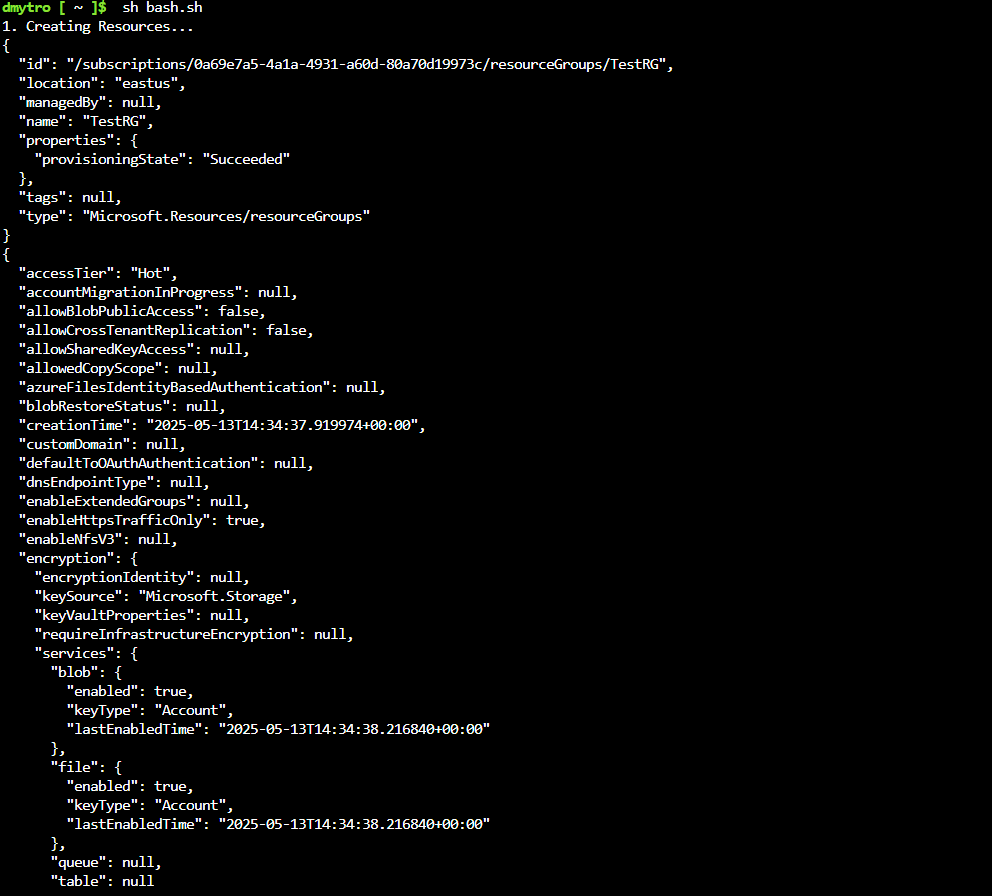 dmytro [ ~ ]$  sh bash.sh
1. Creating Resources...
{
  "id": "/subscriptions/0a69e7a5-4a1a-4931-a60d-80a70d19973c/resourceGroups/TestRG",
  "location": "eastus",
  "managedBy": null,
  "name": "TestRG",
  "properties": {
    "provisioningState": "Succeeded"
  },
  "tags": null,
  "type": "Microsoft.Resources/resourceGroups"
}
{
  "accessTier": "Hot",
  "accountMigrationInProgress": null,
  "allowBlobPublicAccess": false,
  "allowCrossTenantReplication": false,
  "allowSharedKeyAccess": null,
  "allowedCopyScope": null,
  "azureFilesIdentityBasedAuthentication": null,
  "blobRestoreStatus": null,
  "creationTime": "2025-05-13T14:34:37.919974+00:00",
  "customDomain": null,
  "defaultToOAuthAuthentication": null,
  "dnsEndpointType": null,
  "enableExtendedGroups": null,
  "enableHttpsTrafficOnly": true,
  "enableNfsV3": null,
  "encryption": {
    "encryptionIdentity": null,
    "keySource": "Microsoft.Storage",
    "keyVaultProperties": null,
    "requireInfrastructureEncryption": null,
    "services": {
      "blob": {
        "enabled": true,
        "keyType": "Account",
        "lastEnabledTime": "2025-05-13T14:34:38.216840+00:00"
      },
      "file": {
        "enabled": true,
        "keyType": "Account",
        "lastEnabledTime": "2025-05-13T14:34:38.216840+00:00"
      },
      "queue": null,
      "table": null